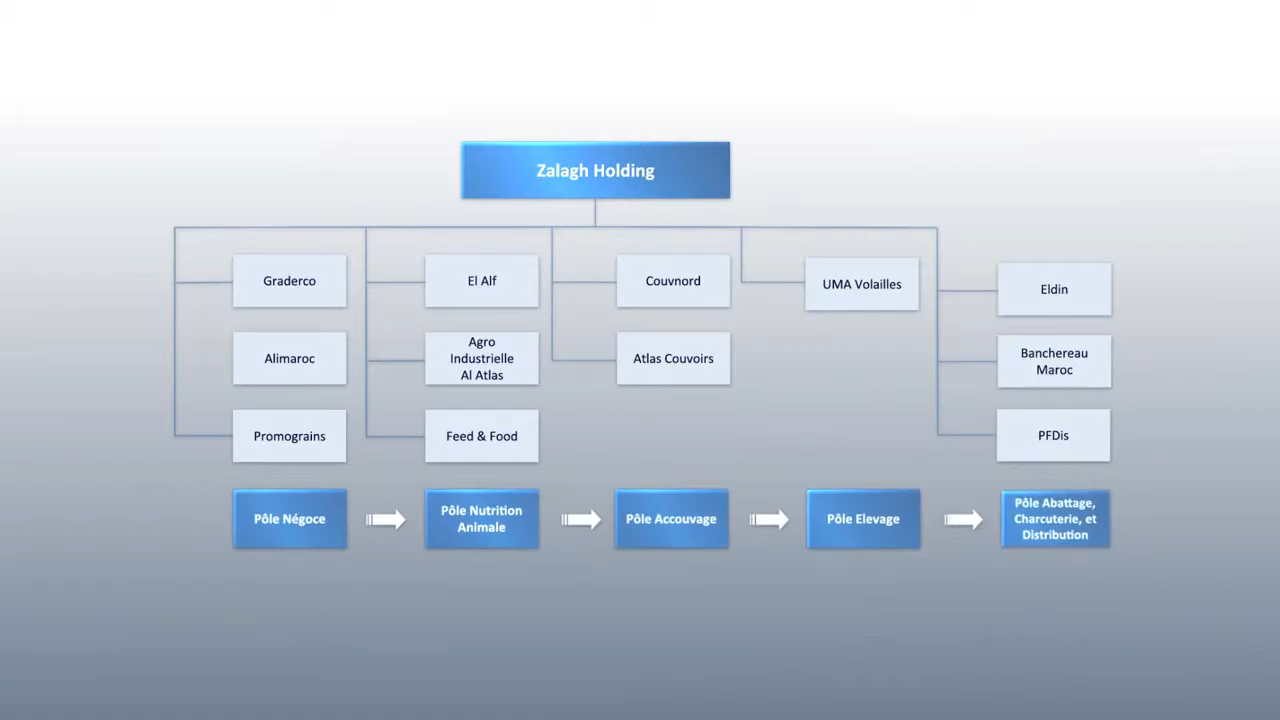 Zalagh Holding
Graderco
El Alf
Couvnord
UMA Volailles
Eldin
Alimaroc
Agro
Industrielle
Al Atlas
Atlas Couvoirs
Banchereau
Maroc
Promograins
Feed & Food
PFDis
Pôle Négoce
Pôle Nutrition
Animale
Pôle Accouvage
Pôle Elevage
Pôle Abattage,
Charcuterie, et
Distribution